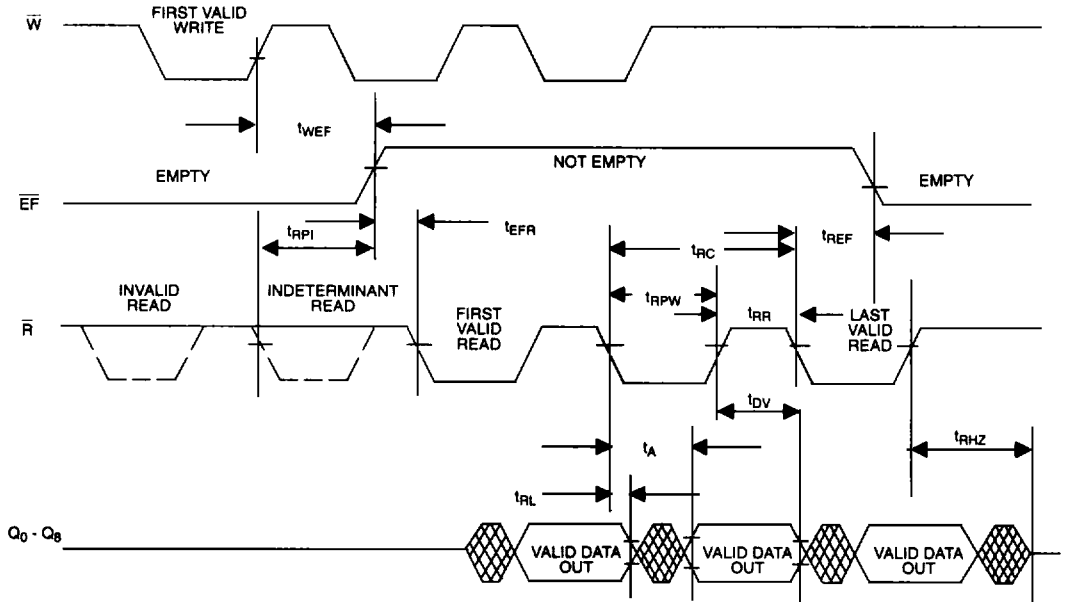 FIRST VALID
WRITE
W̅
tWEF
EMPTY
NOT EMPTY
EMPTY
E̅F̅
tRPI
tEFR
tRC
tREF
INVALID
READ
INDETERMINANT
READ
FIRST
VALID
READ
tRPW
tRR
LAST
VALID
READ
R̅
tDV
tA
tRHZ
tRL
Q0 - Q8
VALID DATA
OUT
VALID DATA
OUT
VALID DATA
OUT